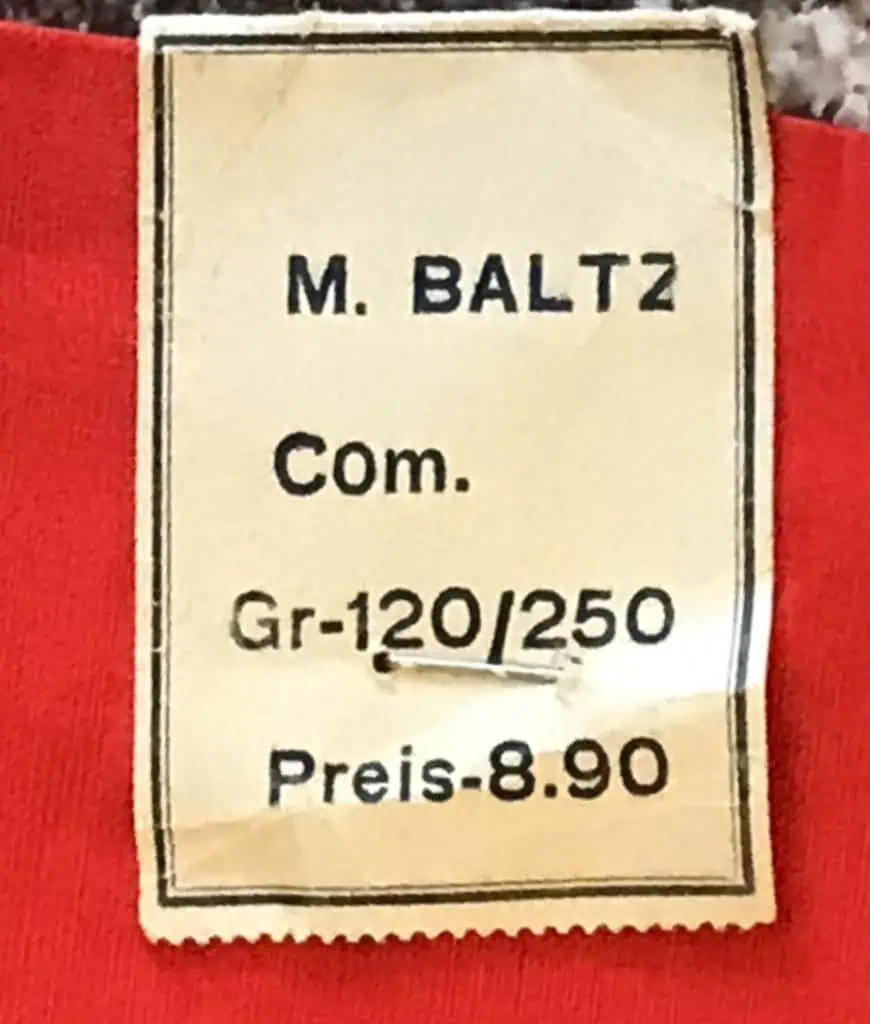 M. BALTZ
Com.
Gr-120/250
Preis-8.90